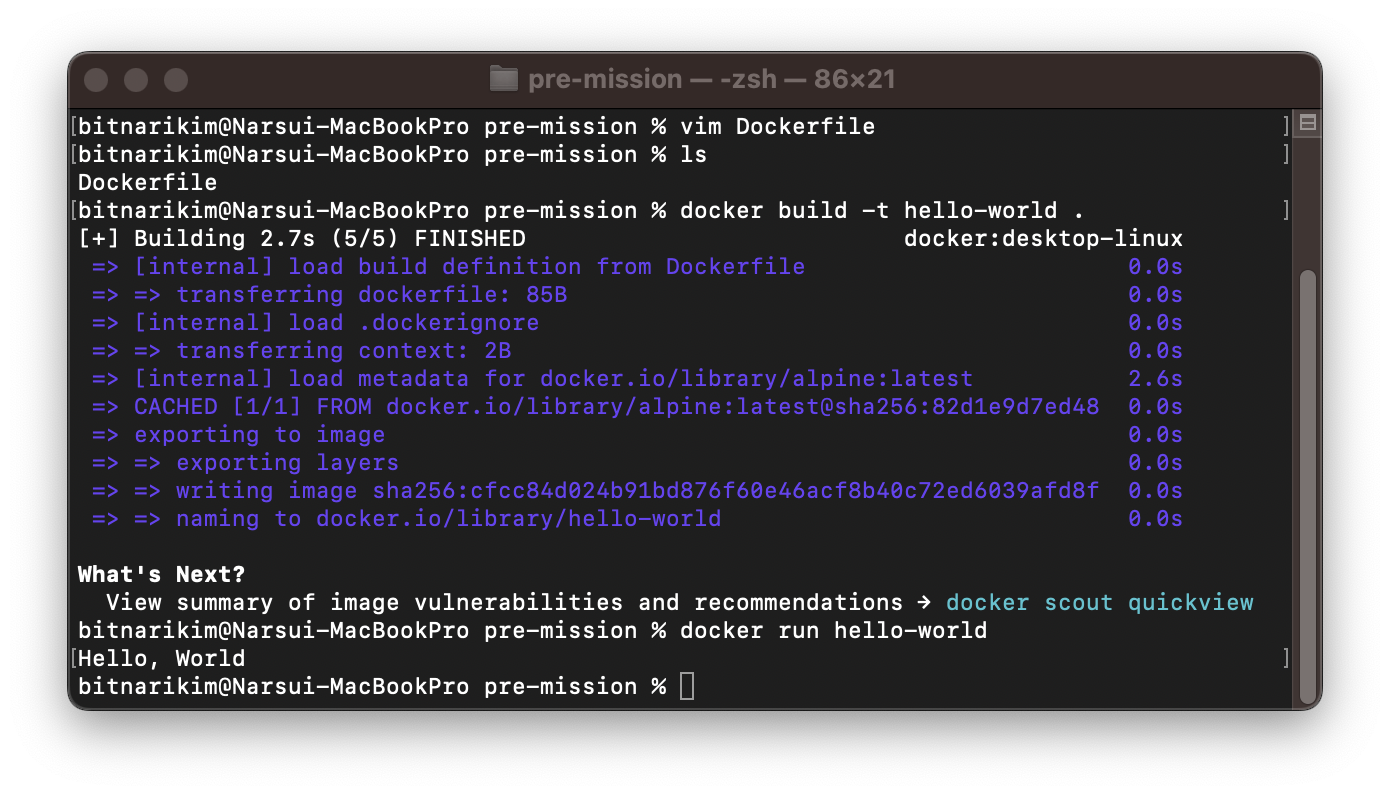 pre-mission — -zsh — 86×21
[bitnarikim@Narsui-MacBookPro pre-mission % vim Dockerfile ]
[bitnarikim@Narsui-MacBookPro pre-mission % ls ]
Dockerfile
[bitnarikim@Narsui-MacBookPro pre-mission % docker build -t hello-world . ]
[+] Building 2.7s (5/5) FINISHED docker:desktop-linux
=> [internal] load build definition from Dockerfile 0.0s
=> => transferring dockerfile: 85B 0.0s
=> [internal] load .dockerignore 0.0s
=> => transferring context: 2B 0.0s
=> [internal] load metadata for docker.io/library/alpine:latest 2.6s
=> CACHED [1/1] FROM docker.io/library/alpine:latest@sha256:82d1e9d7ed48 0.0s
=> exporting to image 0.0s
=> => exporting layers 0.0s
=> => writing image sha256:cfcc84d024b91bd876f60e46acf8b40c72ed6039afd8f 0.0s
=> => naming to docker.io/library/hello-world 0.0s
What's Next?
View summary of image vulnerabilities and recommendations → docker scout quickview
bitnarikim@Narsui-MacBookPro pre-mission % docker run hello-world
[Hello, World ]
bitnarikim@Narsui-MacBookPro pre-mission %